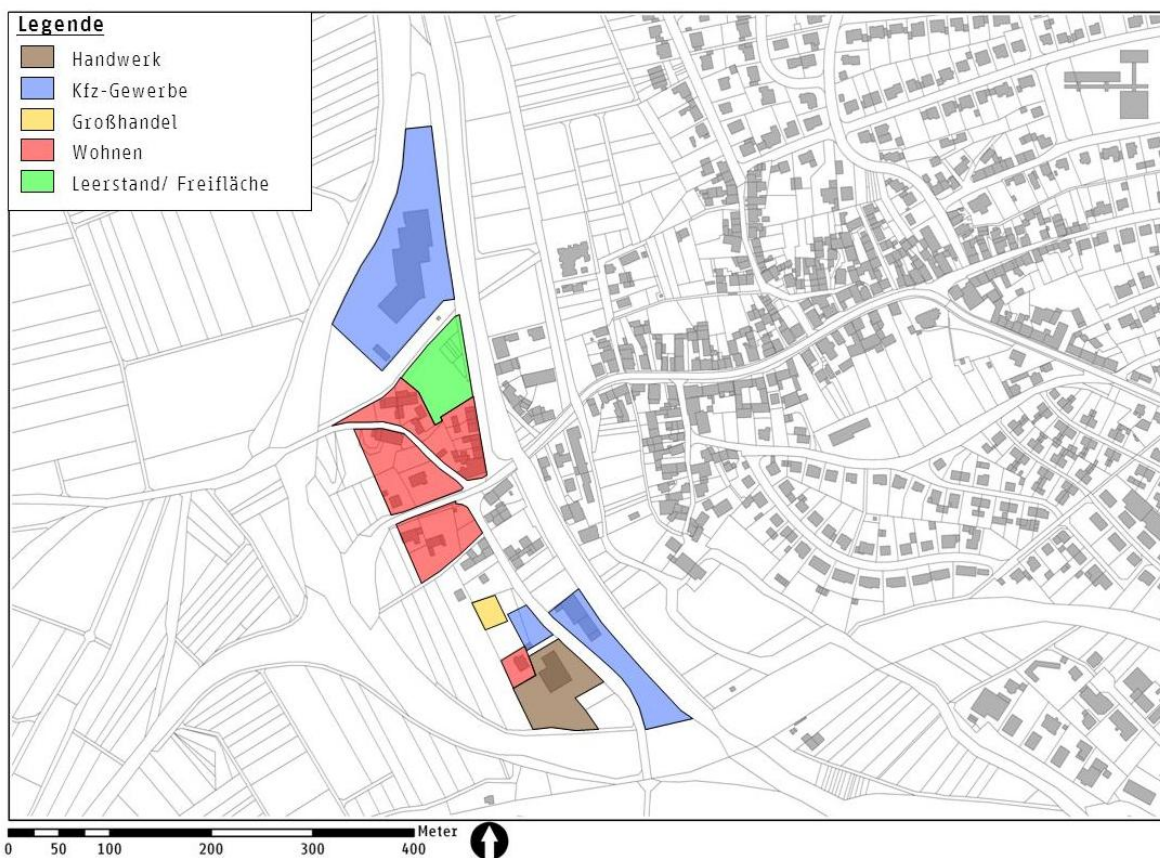 Legende
Handwerk
Kfz-Gewerbe
Großhandel
Wohnen
Leerstand/ Freifläche
Meter
0 50 100 200 300 400